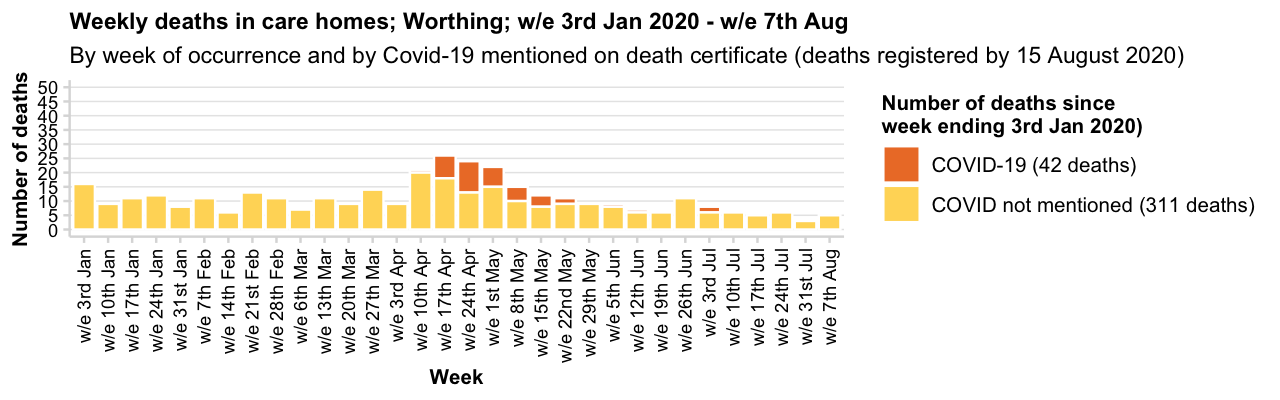 Weekly deaths in care homes; Worthing; w/e 3rd Jan 2020 - w/e 7th Aug
By week of occurrence and by Covid-19 mentioned on death certificate (deaths registered by 15 August 2020)
Number of deaths
50
45
40
35
30
25
20
15
10
5
0
w/e 3rd Jan
w/e 10th Jan
w/e 17th Jan
w/e 24th Jan
w/e 31st Jan
w/e 7th Feb
w/e 14th Feb
w/e 21st Feb
w/e 28th Feb
w/e 6th Mar
w/e 13th Mar
w/e 20th Mar
w/e 27th Mar
w/e 3rd Apr
w/e 10th Apr
w/e 17th Apr
w/e 24th Apr
w/e 1st May
w/e 8th May
w/e 15th May
w/e 22nd May
w/e 29th May
w/e 5th Jun
w/e 12th Jun
w/e 19th Jun
w/e 26th Jun
w/e 3rd Jul
w/e 10th Jul
w/e 17th Jul
w/e 24th Jul
w/e 31st Jul
w/e 7th Aug
Week
Number of deaths since
week ending 3rd Jan 2020)
COVID-19 (42 deaths)
COVID not mentioned (311 deaths)